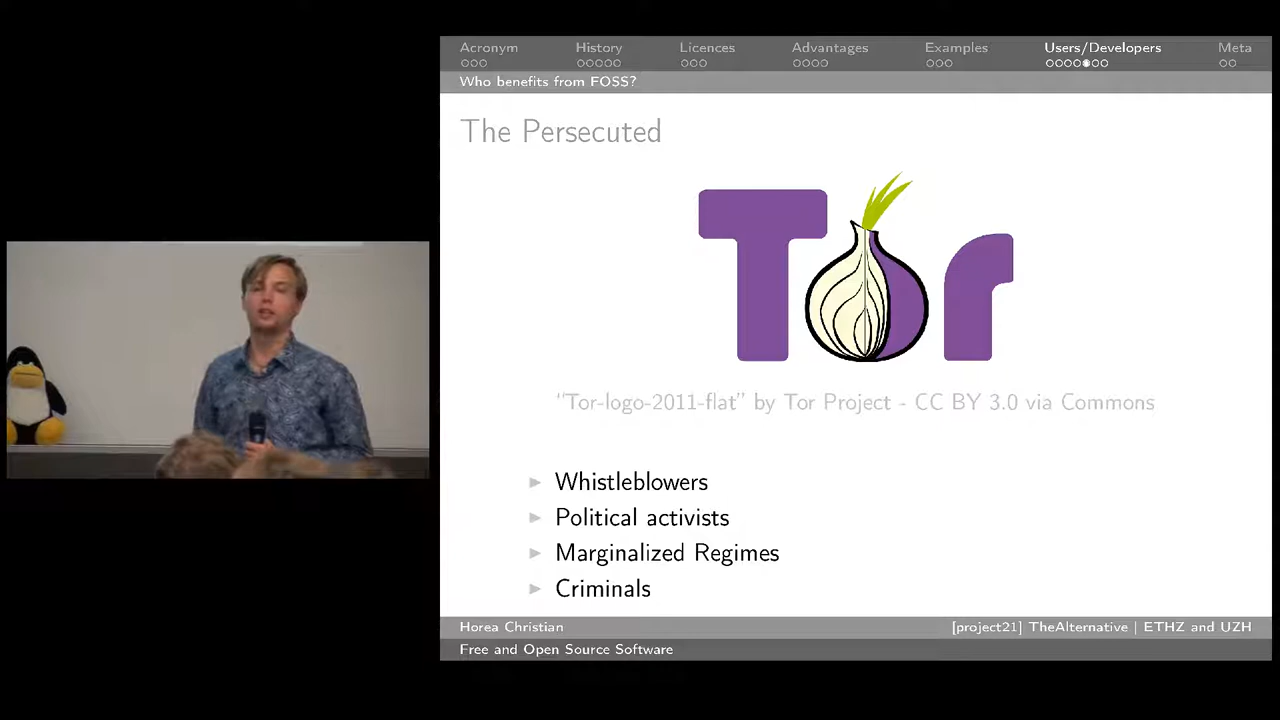 Acronym History Licences Advantages Examples Users/Developers Meta
Who benefits from FOSS?
The Persecuted
Tor
“Tor-logo-2011-flat” by Tor Project - CC BY 3.0 via Commons
Whistleblowers
Political activists
Marginalized Regimes
Criminals
Horea Christian [project21] TheAlternative | ETHZ and UZH
Free and Open Source Software